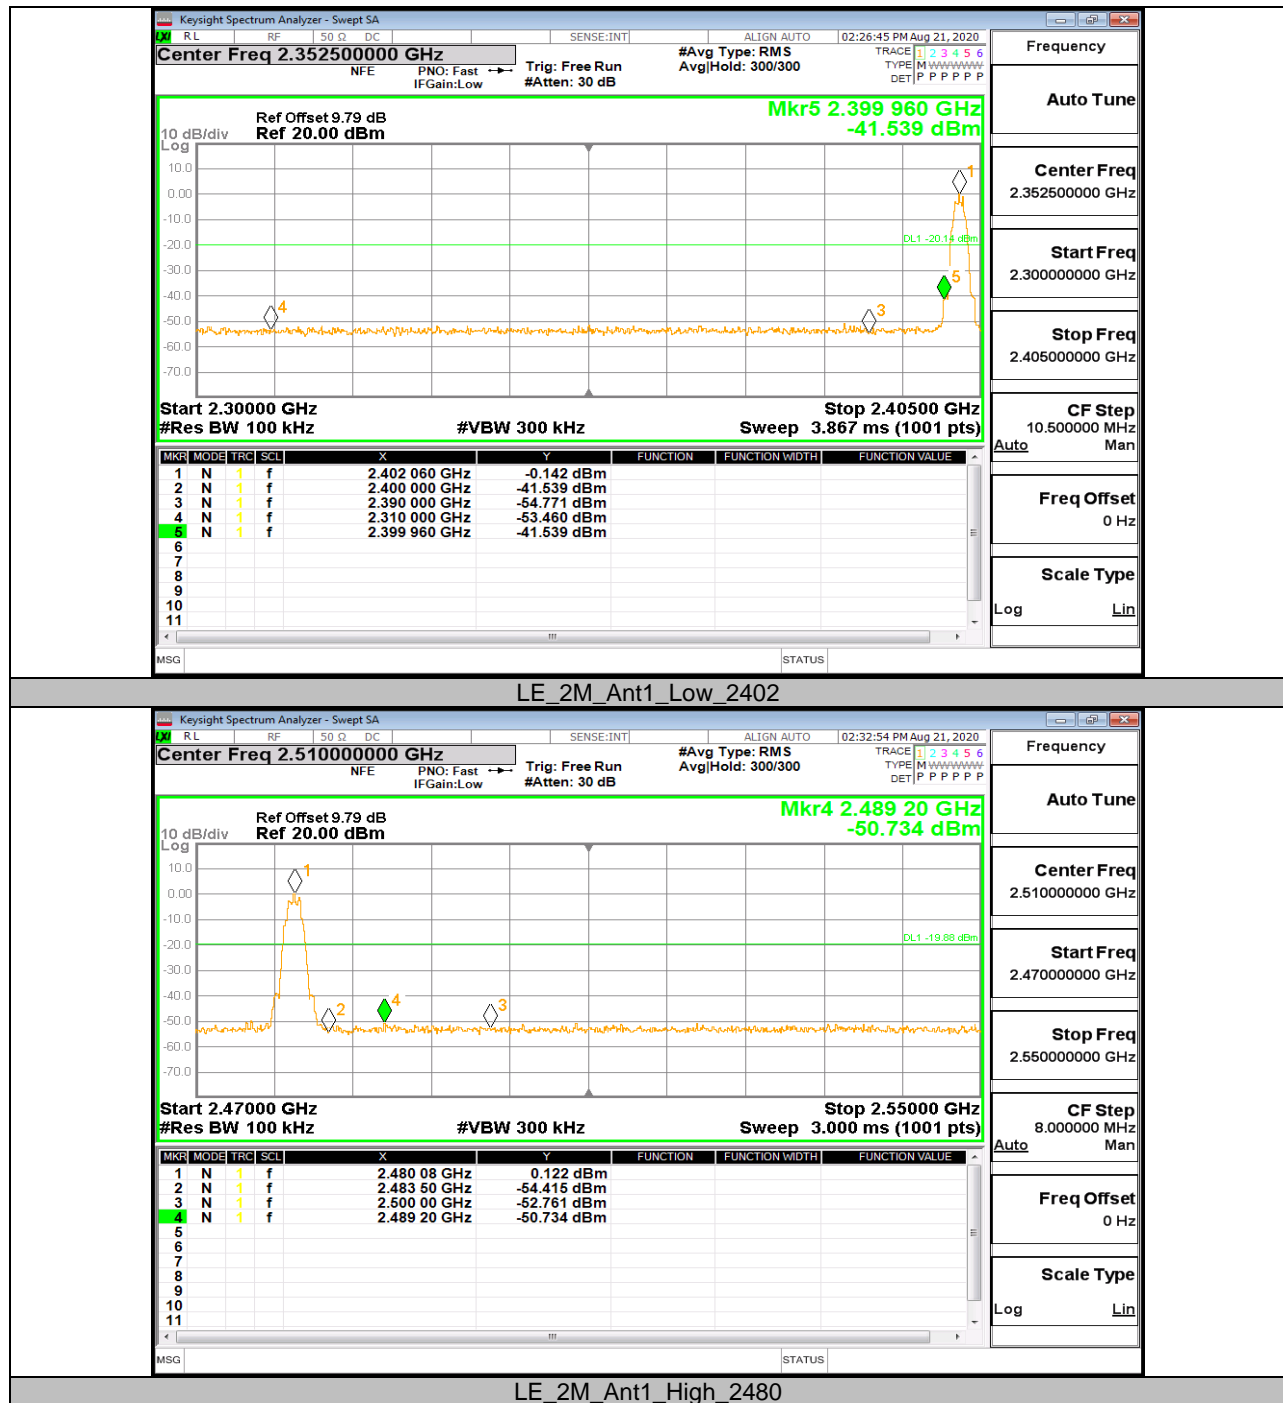 Keysight Spectrum Analyzer - Swept SA
LXI RL RF 50 Ω DC SENSE:INT ALIGN AUTO 02:26:45 PM Aug 21, 2020
Center Freq 2.352500000 GHz
NFE PNO: Fast IFGain:Low
Trig: Free Run
#Atten: 30 dB
#Avg Type: RMS
Avg|Hold: 300/300
TRACE 1 2 3 4 5 6
TYPE M W W W W W
DET P P P P P P
Mkr5 2.399 960 GHz
-41.539 dBm
Ref Offset 9.79 dB
10 dB/div Ref 20.00 dBm
Log
10.0
0.00
-10.0
-20.0
-30.0
-40.0
-50.0
-60.0
-70.0
1
DL1 -20.14 dBm
5
4
3
Start 2.30000 GHz Stop 2.40500 GHz
#Res BW 100 kHz #VBW 300 kHz Sweep 3.867 ms (1001 pts)
MKR MODE TRC SCL X Y FUNCTION FUNCTION WIDTH FUNCTION VALUE
1 N 1 f 2.402 060 GHz -0.142 dBm
2 N 1 f 2.400 000 GHz -41.539 dBm
3 N 1 f 2.390 000 GHz -54.771 dBm
4 N 1 f 2.310 000 GHz -53.460 dBm
5 N 1 f 2.399 960 GHz -41.539 dBm
6
7
8
9
10
11
MSG STATUS
Frequency
Auto Tune
Center Freq
2.352500000 GHz
Start Freq
2.300000000 GHz
Stop Freq
2.405000000 GHz
CF Step
10.500000 MHz
Auto Man
Freq Offset
0 Hz
Scale Type
Log Lin
LE_2M_Ant1_Low_2402
Keysight Spectrum Analyzer - Swept SA
LXI RL RF 50 Ω DC SENSE:INT ALIGN AUTO 02:32:54 PM Aug 21, 2020
Center Freq 2.510000000 GHz
NFE PNO: Fast IFGain:Low
Trig: Free Run
#Atten: 30 dB
#Avg Type: RMS
Avg|Hold: 300/300
TRACE 1 2 3 4 5 6
TYPE M W W W W W
DET P P P P P P
Mkr4 2.489 20 GHz
-50.734 dBm
Ref Offset 9.79 dB
10 dB/div Ref 20.00 dBm
Log
10.0
0.00
-10.0
-20.0
-30.0
-40.0
-50.0
-60.0
-70.0
1
DL1 -19.88 dBm
2
4
3
Start 2.47000 GHz Stop 2.55000 GHz
#Res BW 100 kHz #VBW 300 kHz Sweep 3.000 ms (1001 pts)
MKR MODE TRC SCL X Y FUNCTION FUNCTION WIDTH FUNCTION VALUE
1 N 1 f 2.480 08 GHz 0.122 dBm
2 N 1 f 2.483 50 GHz -54.415 dBm
3 N 1 f 2.500 00 GHz -52.761 dBm
4 N 1 f 2.489 20 GHz -50.734 dBm
5
6
7
8
9
10
11
MSG STATUS
Frequency
Auto Tune
Center Freq
2.510000000 GHz
Start Freq
2.470000000 GHz
Stop Freq
2.550000000 GHz
CF Step
8.000000 MHz
Auto Man
Freq Offset
0 Hz
Scale Type
Log Lin
LE_2M_Ant1_High_2480